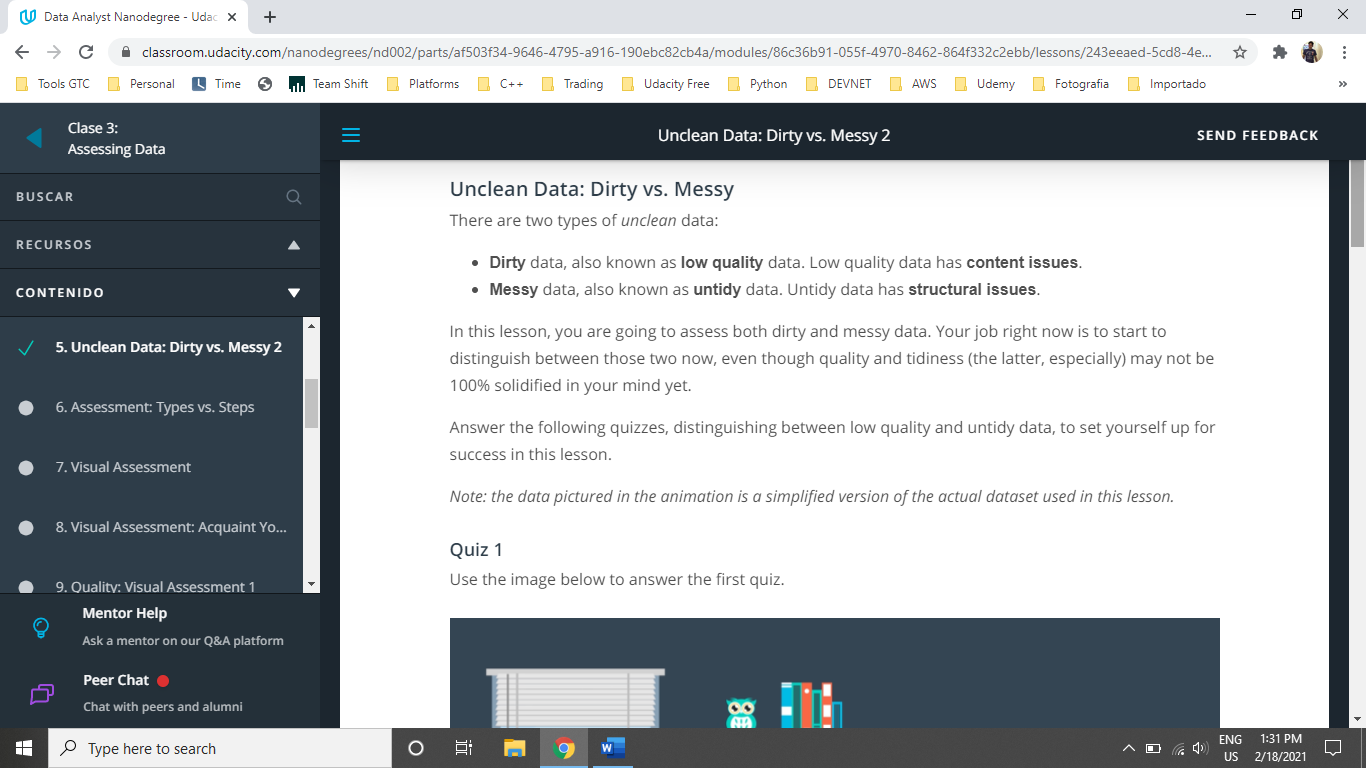 Data Analyst Nanodegree - Udac
classroom.udacity.com/nanodegrees/nd002/parts/af503f34-9646-4795-a916-190ebc82cb4a/modules/86c36b91-055f-4970-8462-864f332c2ebb/lessons/243eeaed-5cd8-4e...
Tools GTC Personal Time Team Shift Platforms C++ Trading Udacity Free Python DEVNET AWS Udemy Fotografia Importado »
Clase 3:
Assessing Data
Unclean Data: Dirty vs. Messy 2
SEND FEEDBACK
BUSCAR
RECURSOS
CONTENIDO
5. Unclean Data: Dirty vs. Messy 2
6. Assessment: Types vs. Steps
7. Visual Assessment
8. Visual Assessment: Acquaint Yo...
9. Quality: Visual Assessment 1
Mentor Help
Ask a mentor on our Q&A platform
Peer Chat
Chat with peers and alumni
Unclean Data: Dirty vs. Messy
There are two types of unclean data:
• Dirty data, also known as low quality data. Low quality data has content issues.
• Messy data, also known as untidy data. Untidy data has structural issues.
In this lesson, you are going to assess both dirty and messy data. Your job right now is to start to
distinguish between those two now, even though quality and tidiness (the latter, especially) may not be
100% solidified in your mind yet.
Answer the following quizzes, distinguishing between low quality and untidy data, to set yourself up for
success in this lesson.
Note: the data pictured in the animation is a simplified version of the actual dataset used in this lesson.
Quiz 1
Use the image below to answer the first quiz.
Type here to search
W
ENG
US
1:31 PM
2/18/2021